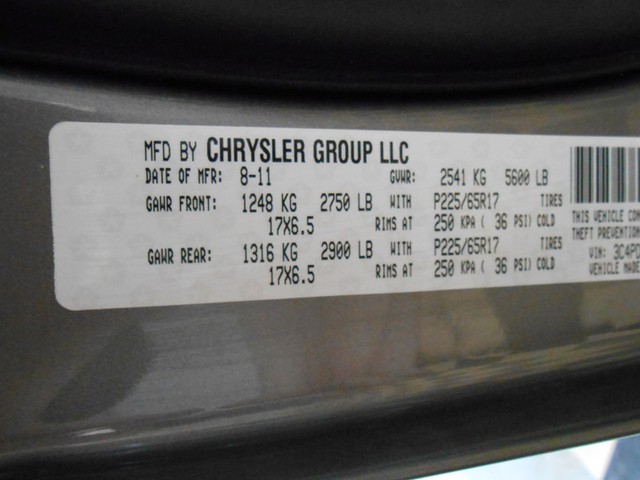 MFD BY CHRYSLER GROUP LLC
DATE OF MFR: 8-11 GVWR: 2541 KG 5600 LB
GAWR FRONT: 1248 KG 2750 LB WITH P225/65R17 TIRES
17X6.5 RIMS AT 250 KPA ( 36 PSI) COLD
GAWR REAR: 1316 KG 2900 LB WITH P225/65R17 TIRES
17X6.5 RIMS AT 250 KPA ( 36 PSI) COLD
THIS VEHICLE
THEFT PREVENTION
VIN:
VEHICLE MADE